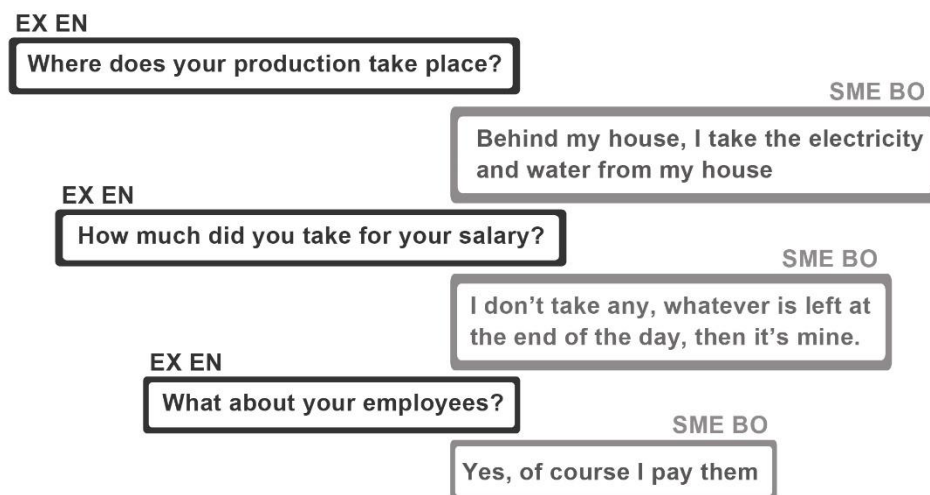 EX EN
Where does your production take place?
SME BO
Behind my house, I take the electricity
and water from my house
EX EN
How much did you take for your salary?
SME BO
I don't take any, whatever is left at
the end of the day, then it's mine.
EX EN
What about your employees?
SME BO
Yes, of course I pay them